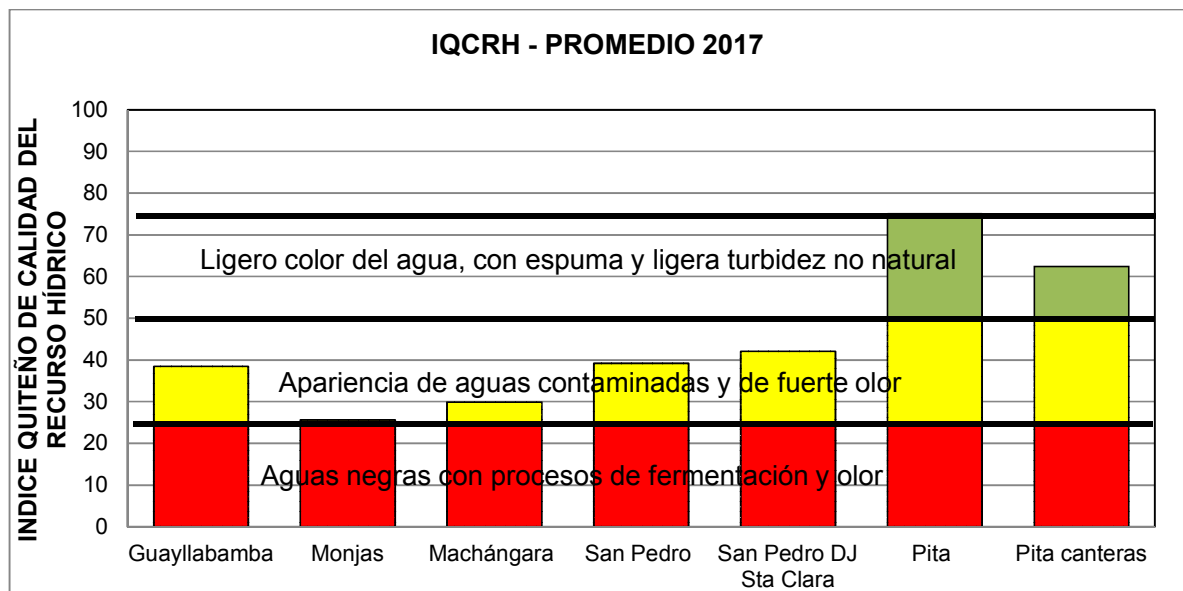 IQCRH - PROMEDIO 2017
INDICE QUITEÑO DE CALIDAD DEL
RECURSO HÍDRICO
100
90
80
70
60
50
40
30
20
10
0
Ligero color del agua, con espuma y ligera turbidez no natural
Apariencia de aguas contaminadas y de fuerte olor
Aguas negras con procesos de fermentación y olor
Guayllabamba
Monjas
Machángara
San Pedro
San Pedro DJ
Sta Clara
Pita
Pita canteras